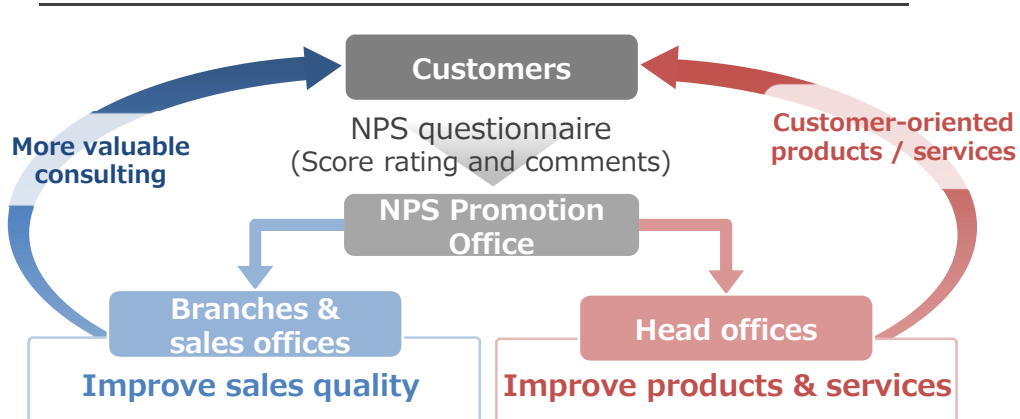 Customers
NPS questionnaire
(Score rating and comments)
More valuable
consulting
Customer-oriented
products / services
NPS Promotion
Office
Branches &
sales offices
Head offices
Improve sales quality
Improve products & services